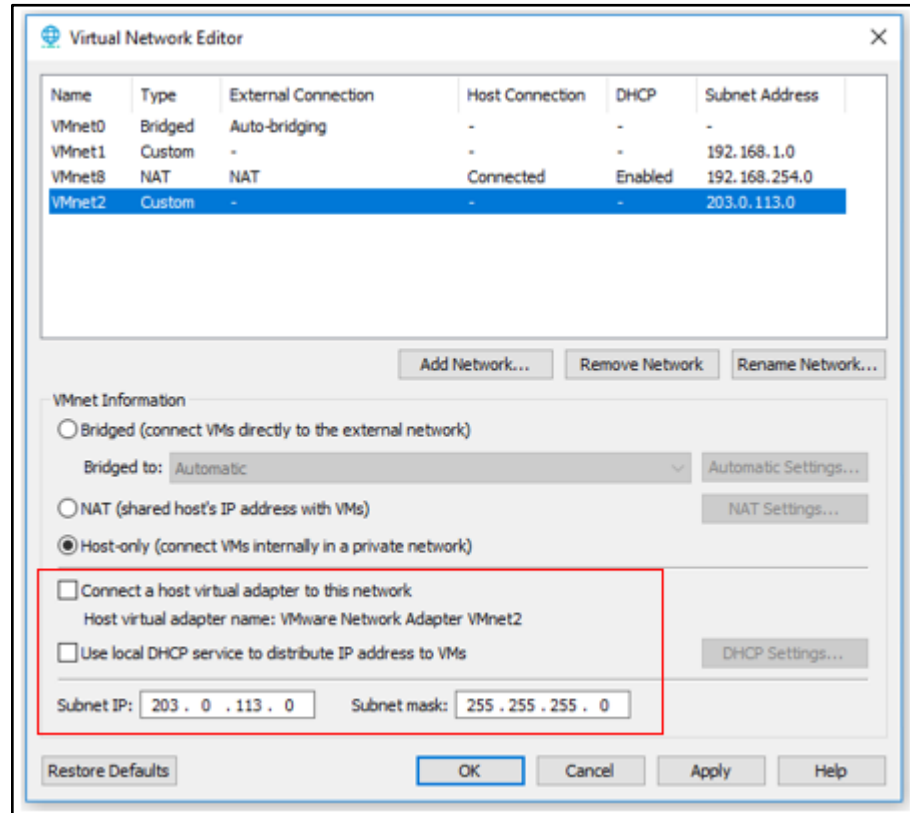 Virtual Network Editor
Name Type External Connection Host Connection DHCP Subnet Address
VMnet0 Bridged Auto-bridging - - -
VMnet1 Custom - - - 192.168.1.0
VMnet8 NAT NAT Connected Enabled 192.168.254.0
VMnet2 Custom - - - 203.0.113.0
Add Network... Remove Network Rename Network...
VMnet Information
Bridged (connect VMs directly to the external network)
Bridged to: Automatic Automatic Settings...
NAT (shared host's IP address with VMs) NAT Settings...
Host-only (connect VMs internally in a private network)
Connect a host virtual adapter to this network
Host virtual adapter name: VMware Network Adapter VMnet2
Use local DHCP service to distribute IP address to VMs DHCP Settings...
Subnet IP: 203 . 0 . 113 . 0 Subnet mask: 255 . 255 . 255 . 0
Restore Defaults OK Cancel Apply Help